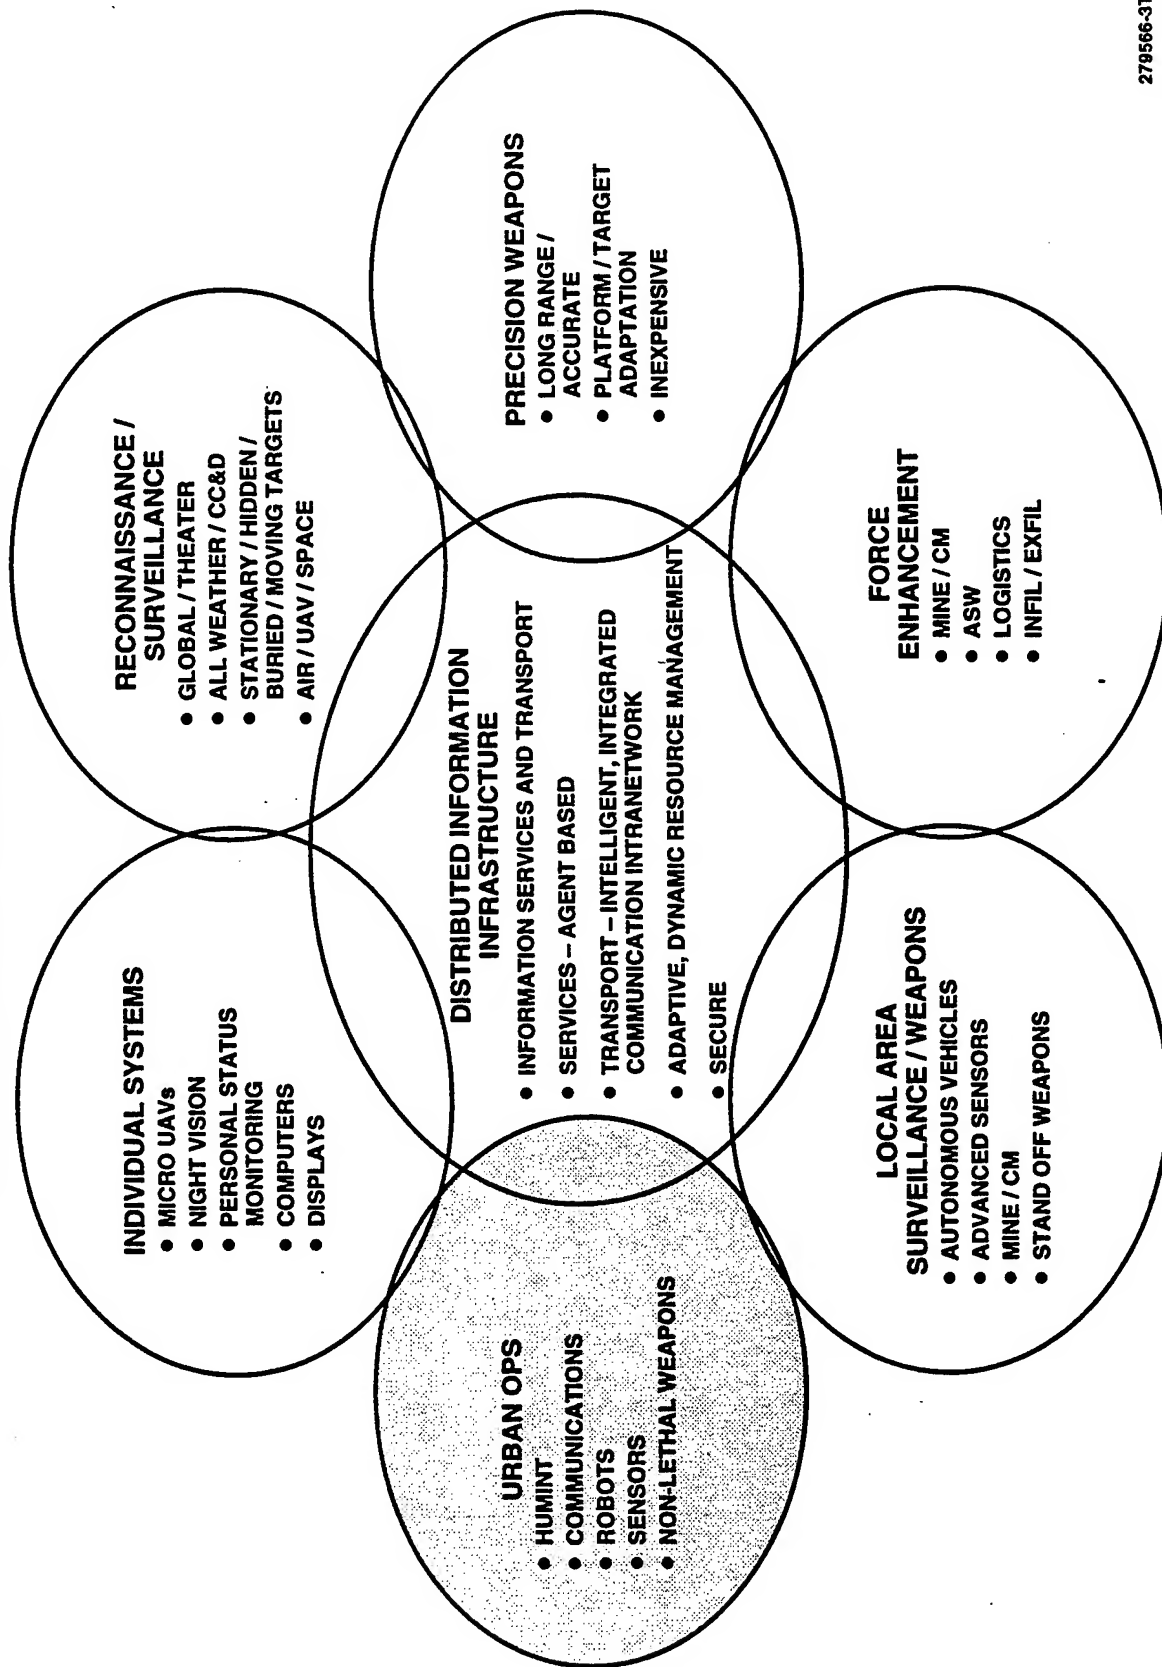 INDIVIDUAL SYSTEMS
● MICRO UAVs
● NIGHT VISION
● PERSONAL STATUS
MONITORING
● COMPUTERS
● DISPLAYS
RECONNAISSANCE /
SURVEILLANCE
● GLOBAL / THEATER
● ALL WEATHER / CC&D
● STATIONARY / HIDDEN /
BURIED / MOVING TARGETS
● AIR / UAV / SPACE
URBAN OPS
● HUMINT
● COMMUNICATIONS
● ROBOTS
● SENSORS
● NON-LETHAL WEAPONS
DISTRIBUTED INFORMATION
INFRASTRUCTURE
● INFORMATION SERVICES AND TRANSPORT
● SERVICES – AGENT BASED
● TRANSPORT – INTELLIGENT, INTEGRATED
COMMUNICATION INTRANETWORK
● ADAPTIVE, DYNAMIC RESOURCE MANAGEMENT
● SECURE
PRECISION WEAPONS
● LONG RANGE /
ACCURATE
● PLATFORM / TARGET
ADAPTATION
● INEXPENSIVE
LOCAL AREA
SURVEILLANCE / WEAPONS
● AUTONOMOUS VEHICLES
● ADVANCED SENSORS
● MINE / CM
● STAND OFF WEAPONS
FORCE
ENHANCEMENT
● MINE / CM
● ASW
● LOGISTICS
● INFIL / EXFIL